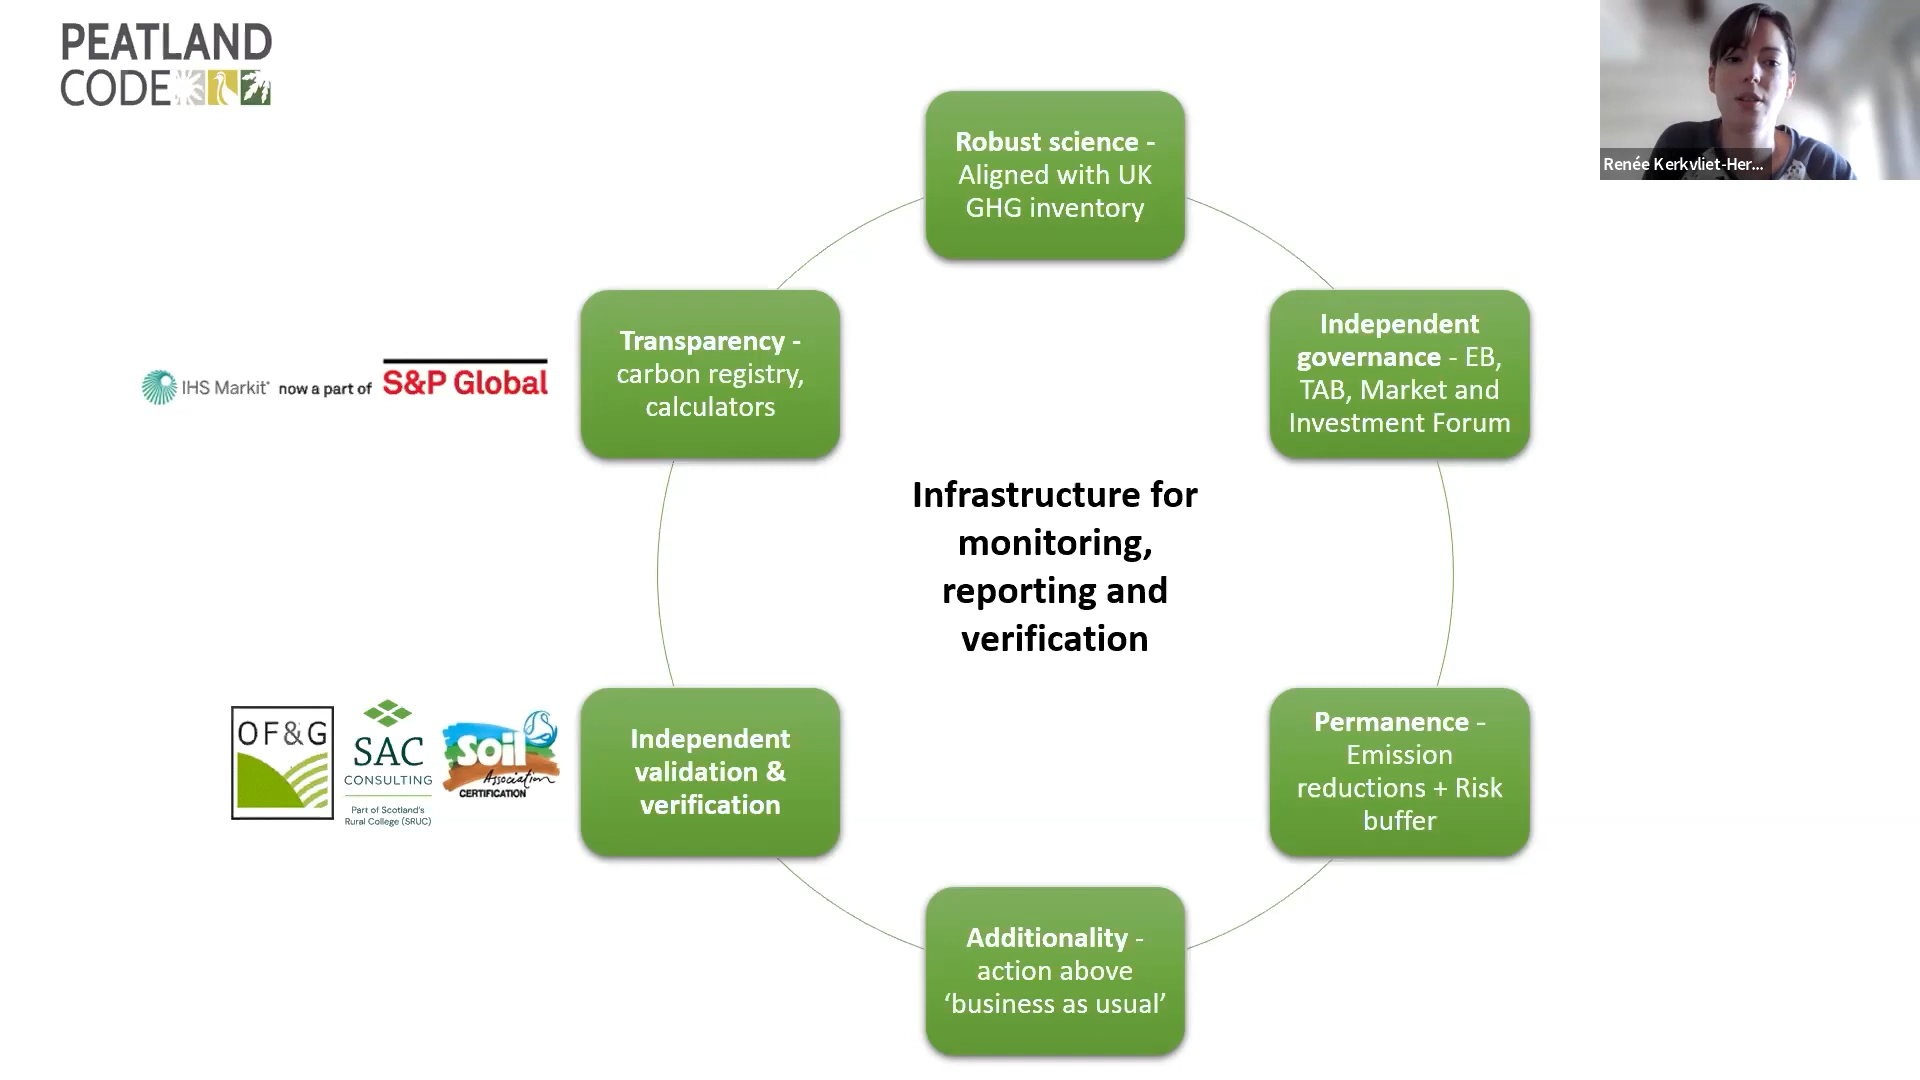 PEATLAND
CODE
Renée Kerkvliet-Her...
Robust science -
Aligned with UK
GHG inventory
Transparency -
carbon registry,
calculators
Independent
governance - EB,
TAB, Market and
Investment Forum
IHS Markit® now a part of S&P Global
Infrastructure for
monitoring,
reporting and
verification
OF&G
SAC
CONSULTING
Part of Scotland's
Rural College (SRUC)
Soil
Association
CERTIFICATION
Independent
validation &
verification
Permanence -
Emission
reductions + Risk
buffer
Additionality -
action above
‘business as usual’